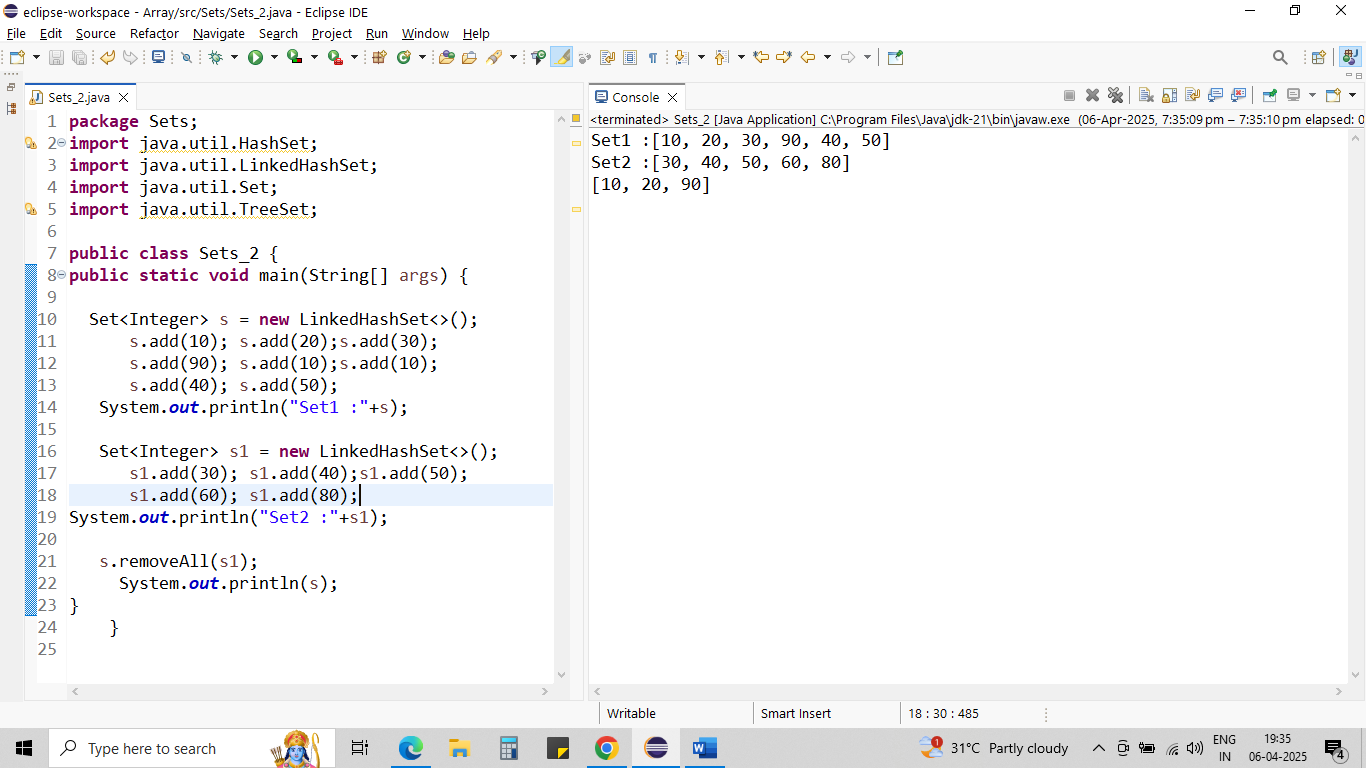 eclipse-workspace - Array/src/Sets/Sets_2.java - Eclipse IDE
File Edit Source Refactor Navigate Search Project Run Window Help
Sets_2.java
1 package Sets;
2 import java.util.HashSet;
3 import java.util.LinkedHashSet;
4 import java.util.Set;
5 import java.util.TreeSet;
6
7 public class Sets_2 {
8 public static void main(String[] args) {
9
10 Set<Integer> s = new LinkedHashSet<>();
11 s.add(10); s.add(20);s.add(30);
12 s.add(90); s.add(10);s.add(10);
13 s.add(40); s.add(50);
14 System.out.println("Set1 :"+s);
15
16 Set<Integer> s1 = new LinkedHashSet<>();
17 s1.add(30); s1.add(40);s1.add(50);
18 s1.add(60); s1.add(80);
19 System.out.println("Set2 :"+s1);
20
21 s.removeAll(s1);
22 System.out.println(s);
23 }
24 }
25
Console
<terminated> Sets_2 [Java Application] C:\Program Files\Java\jdk-21\bin\javaw.exe (06-Apr-2025, 7:35:09 pm – 7:35:10 pm elapsed: 0
Set1 :[10, 20, 30, 90, 40, 50]
Set2 :[30, 40, 50, 60, 80]
[10, 20, 90]
Writable Smart Insert 18 : 30 : 485
Type here to search
1 31°C Partly cloudy
ENG
IN
19:35
06-04-2025
4